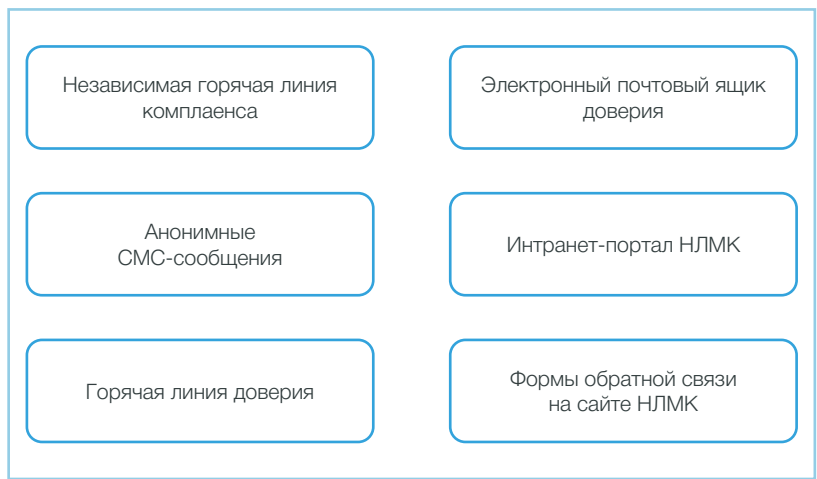 Независимая горячая линия
комплаенса
Электронный почтовый ящик
доверия
Анонимные
СМС-сообщения
Интранет-портал НЛМК
Горячая линия доверия
Формы обратной связи
на сайте НЛМК